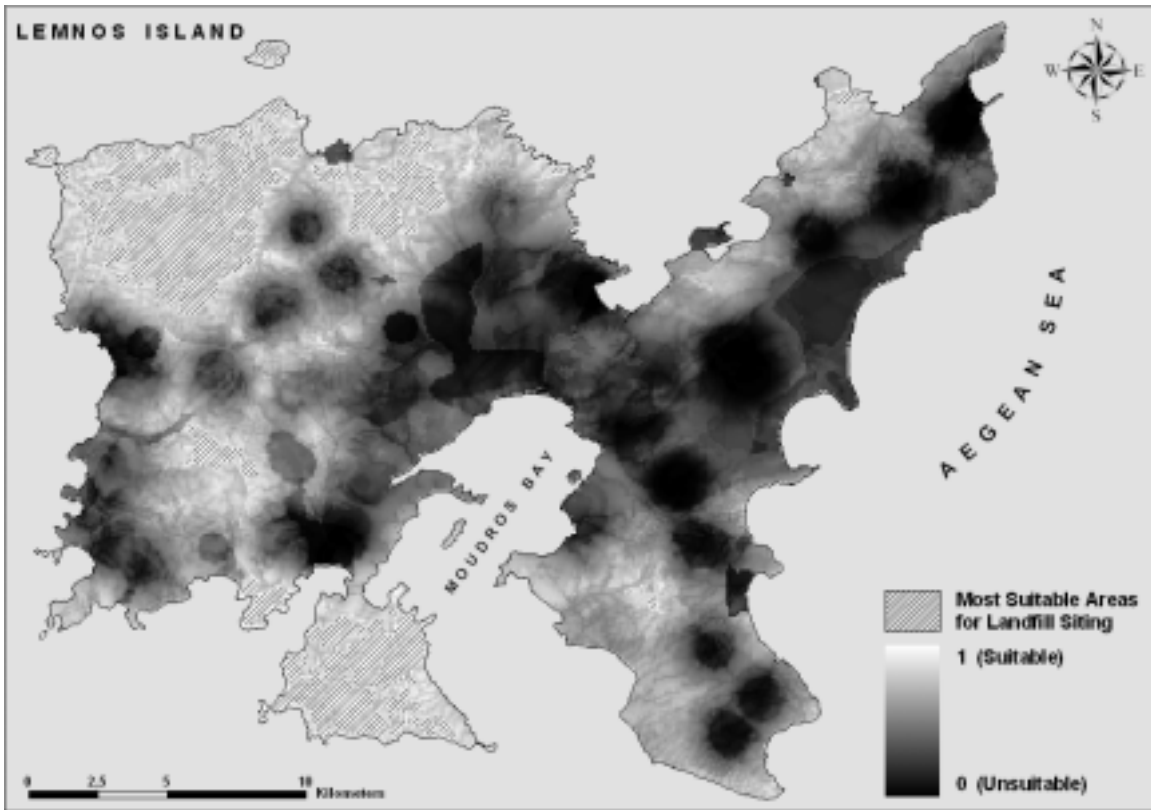 LEMNOS ISLAND
N
W
E
S
AEGEAN SEA
MOUDROS BAY
Most Suitable Areas
for Landfill Siting
1 (Suitable)
0 (Unsuitable)
0 2.5 5 10
Kilometers